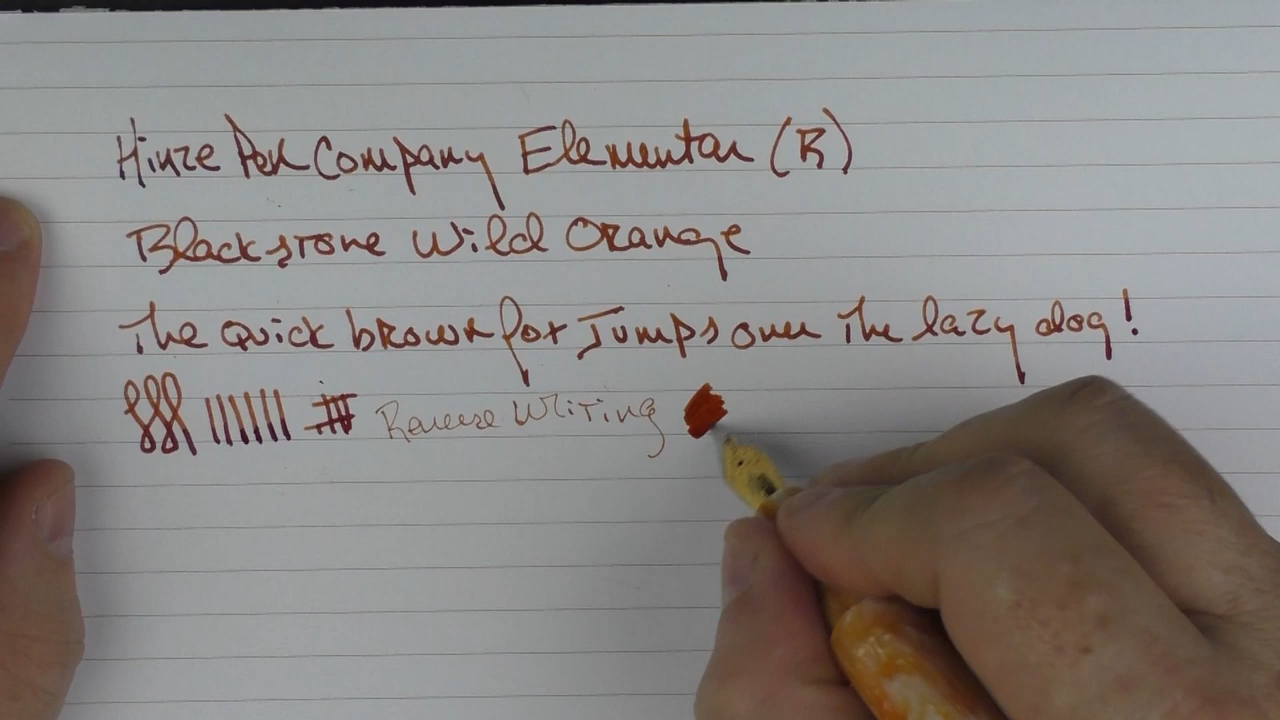 Hinze Pen Company Elementar (R)
Blackstone Wild Orange
The quick brown fox Jumps over The lazy dog!
Reverse Writing